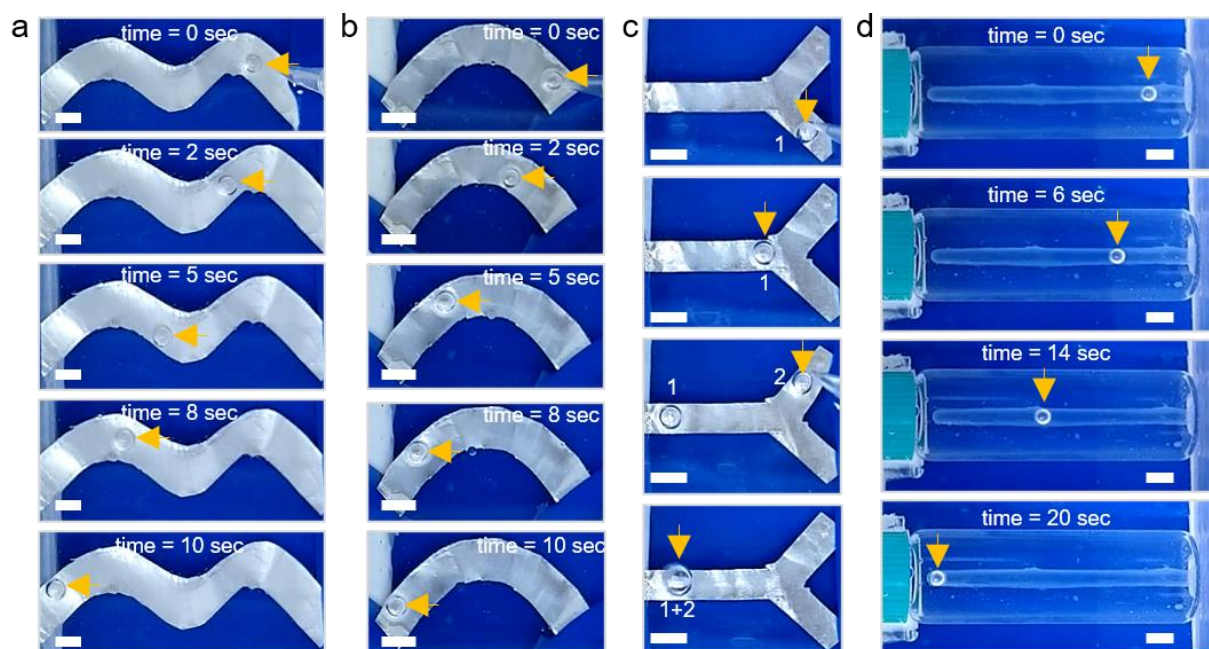 a
time = 0 sec
time = 2 sec
time = 5 sec
time = 8 sec
time = 10 sec
b
time = 0 sec
time = 2 sec
time = 5 sec
time = 8 sec
time = 10 sec
c
1
1
1 2
1+2
d
time = 0 sec
time = 6 sec
time = 14 sec
time = 20 sec